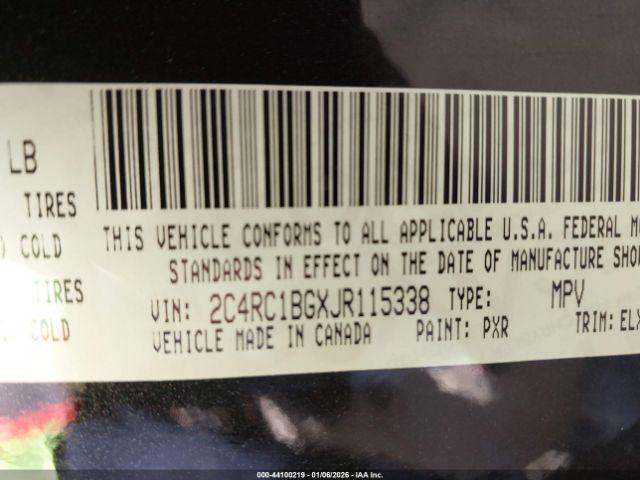 LB
TIRES
COLD
TIRES
COLD
THIS VEHICLE CONFORMS TO ALL APPLICABLE U.S.A. FEDERAL
STANDARDS IN EFFECT ON THE DATE OF MANUFACTURE
VIN: 2C4RC1BGXJR115338 TYPE: MPV
VEHICLE MADE IN CANADA PAINT: PXR TRIM: ELX
000-44100219 - 01/06/2026 - IAA Inc.